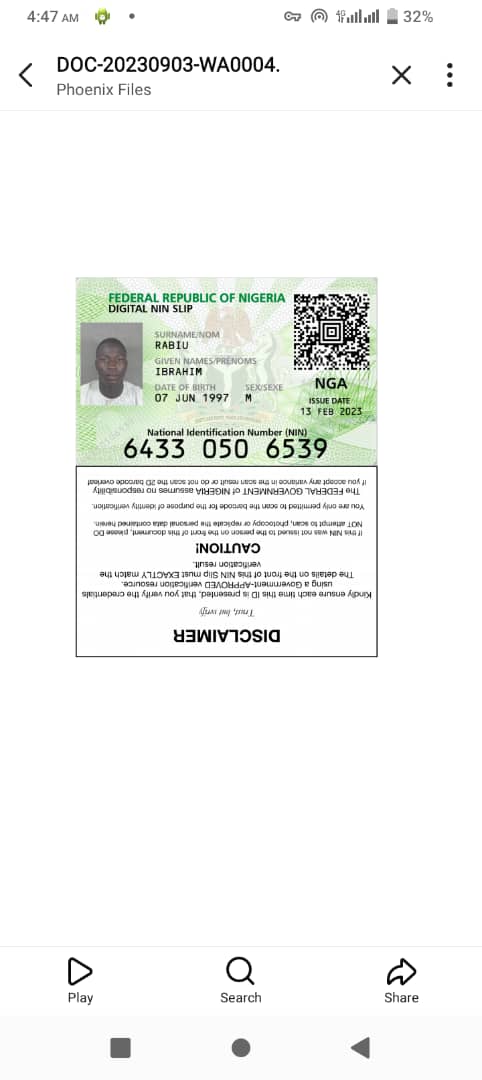 4:47 AM
4G
32%
DOC-20230903-WA0004.
Phoenix Files
FEDERAL REPUBLIC OF NIGERIA
DIGITAL NIN SLIP
SURNAME/NOM
RABIU
GIVEN NAMES/PRÉNOMS
IBRAHIM
DATE OF BIRTH SEX/SEXE
07 JUN 1997 M
NGA
ISSUE DATE
13 FEB 2023
National Identification Number (NIN)
6433 050 6539
DISCLAIMER
Trust, but verify
Kindly ensure each time this ID is presented, that you verify the credentials
using a Government-APPROVED verification resource.
The details on the front of this NIN Slip must EXACTLY match the
verification result.
CAUTION!
If this NIN was not issued to the person on the front of this document, please DO
NOT attempt to scan, photocopy or replicate the personal data contained herein.
You are only permitted to scan the barcode for the purpose of identity verification.
The FEDERAL GOVERNMENT of NIGERIA assumes no responsibility
if you accept any variance in the scan result or do not scan the 2D barcode overleaf
Play
Search
Share